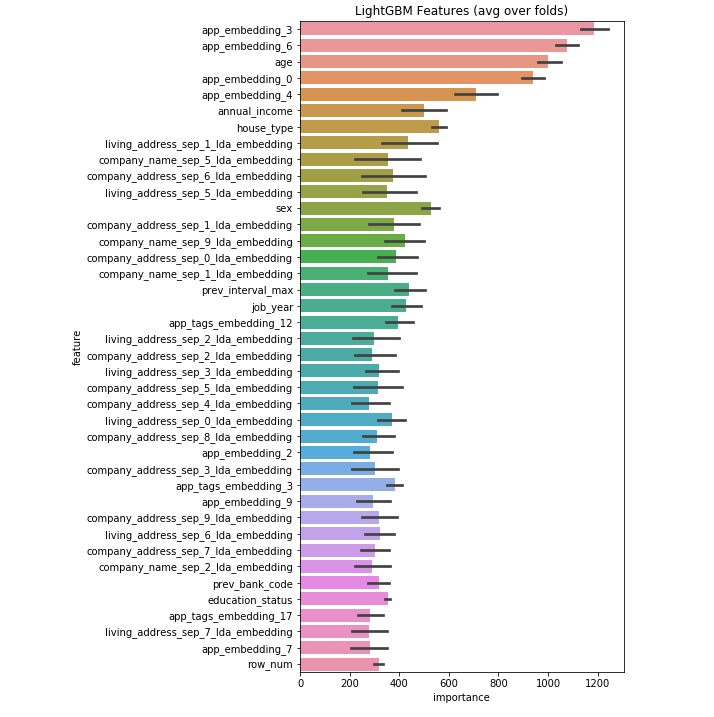 LightGBM Features (avg over folds)
app_embedding_3
app_embedding_6
age
app_embedding_0
app_embedding_4
annual_income
house_type
living_address_sep_1_lda_embedding
company_name_sep_5_lda_embedding
company_address_sep_6_lda_embedding
living_address_sep_5_lda_embedding
sex
company_address_sep_1_lda_embedding
company_name_sep_9_lda_embedding
company_address_sep_0_lda_embedding
company_name_sep_1_lda_embedding
prev_interval_max
job_year
app_tags_embedding_12
living_address_sep_2_lda_embedding
company_address_sep_2_lda_embedding
living_address_sep_3_lda_embedding
company_address_sep_5_lda_embedding
company_address_sep_4_lda_embedding
living_address_sep_0_lda_embedding
company_address_sep_8_lda_embedding
app_embedding_2
company_address_sep_3_lda_embedding
app_tags_embedding_3
app_embedding_9
company_address_sep_9_lda_embedding
living_address_sep_6_lda_embedding
company_address_sep_7_lda_embedding
company_name_sep_2_lda_embedding
prev_bank_code
education_status
app_tags_embedding_17
living_address_sep_7_lda_embedding
app_embedding_7
row_num
feature
0 200 400 600 800 1000 1200
importance